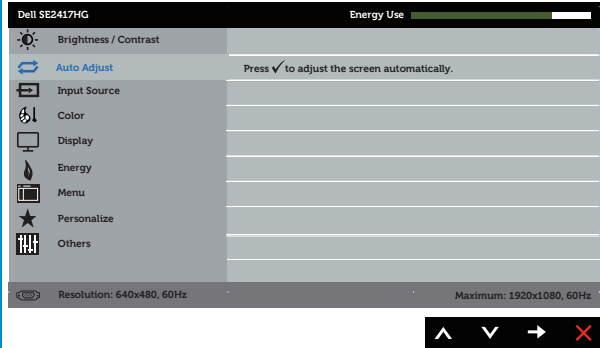 Dell SE2417HG Energy Use
Brightness / Contrast
Auto Adjust Press ✓ to adjust the screen automatically.
Input Source
Color
Display
Energy
Menu
Personalize
Others
Resolution: 640x480, 60Hz Maximum: 1920x1080, 60Hz